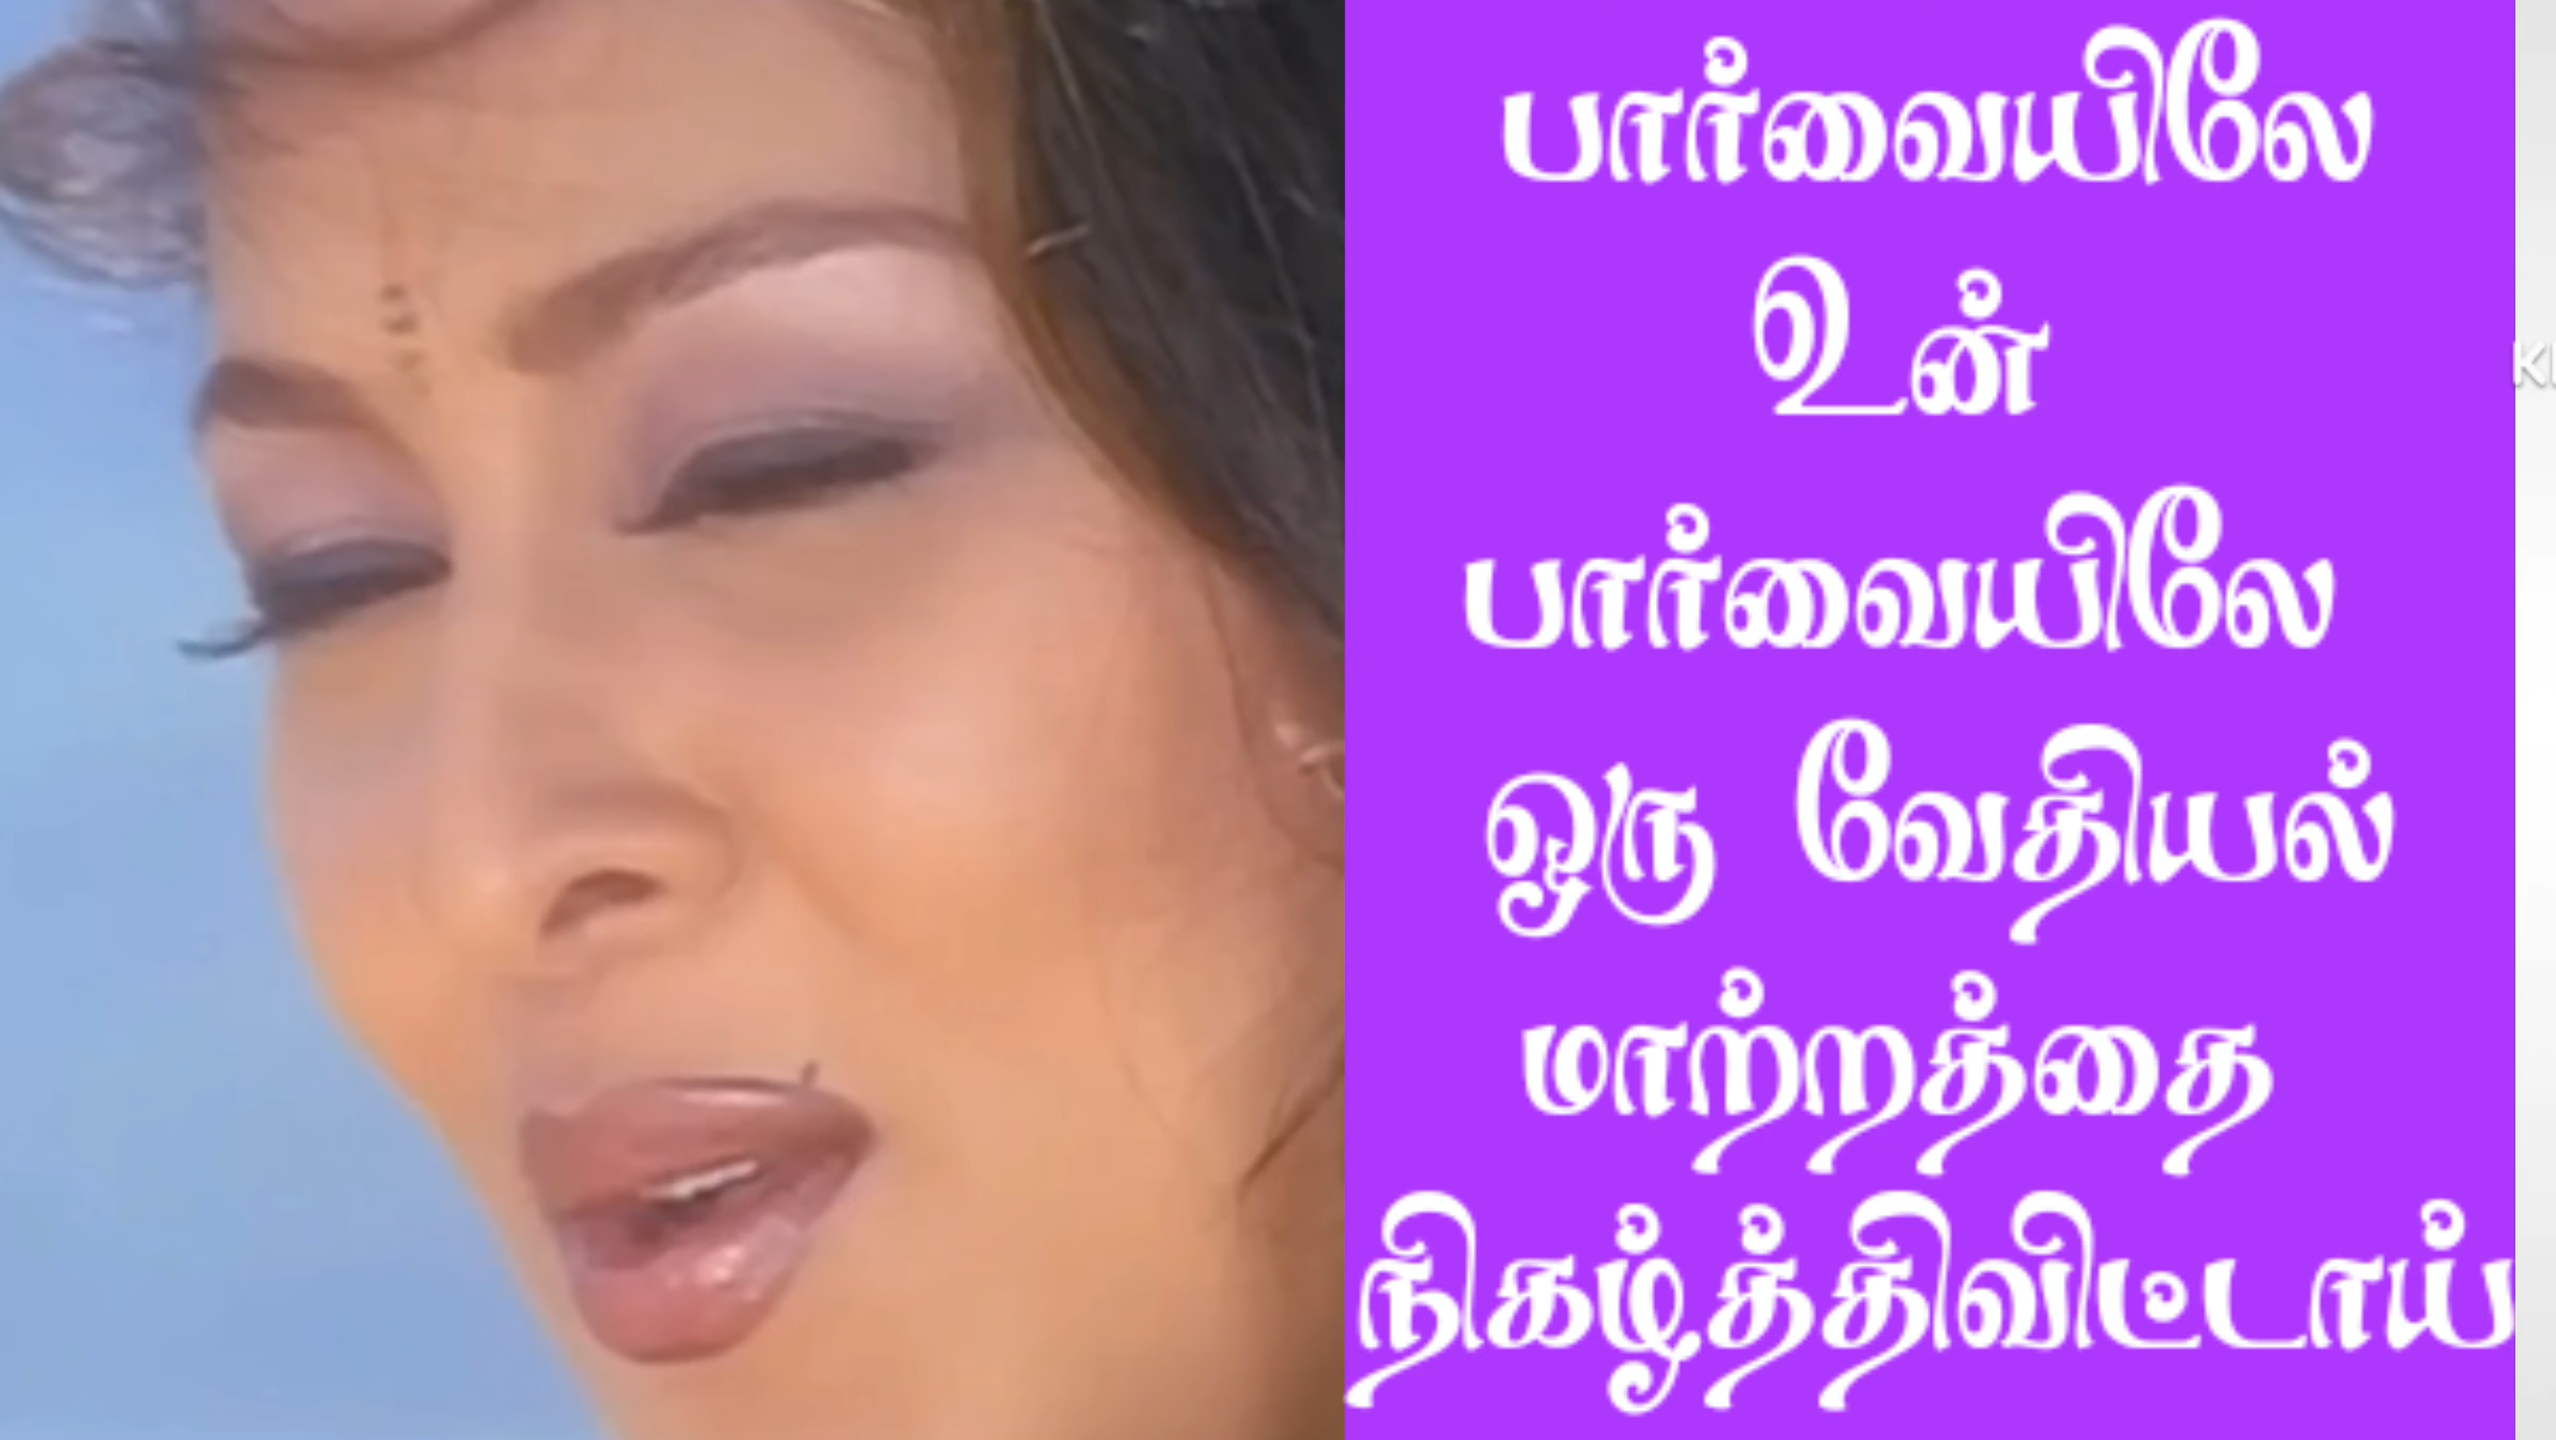 பார்வையிலே
உன்
பார்வையிலே
ஒரு வேதியல்
மாற்றத்தை
நிகழ்த்திவிட்டாய்